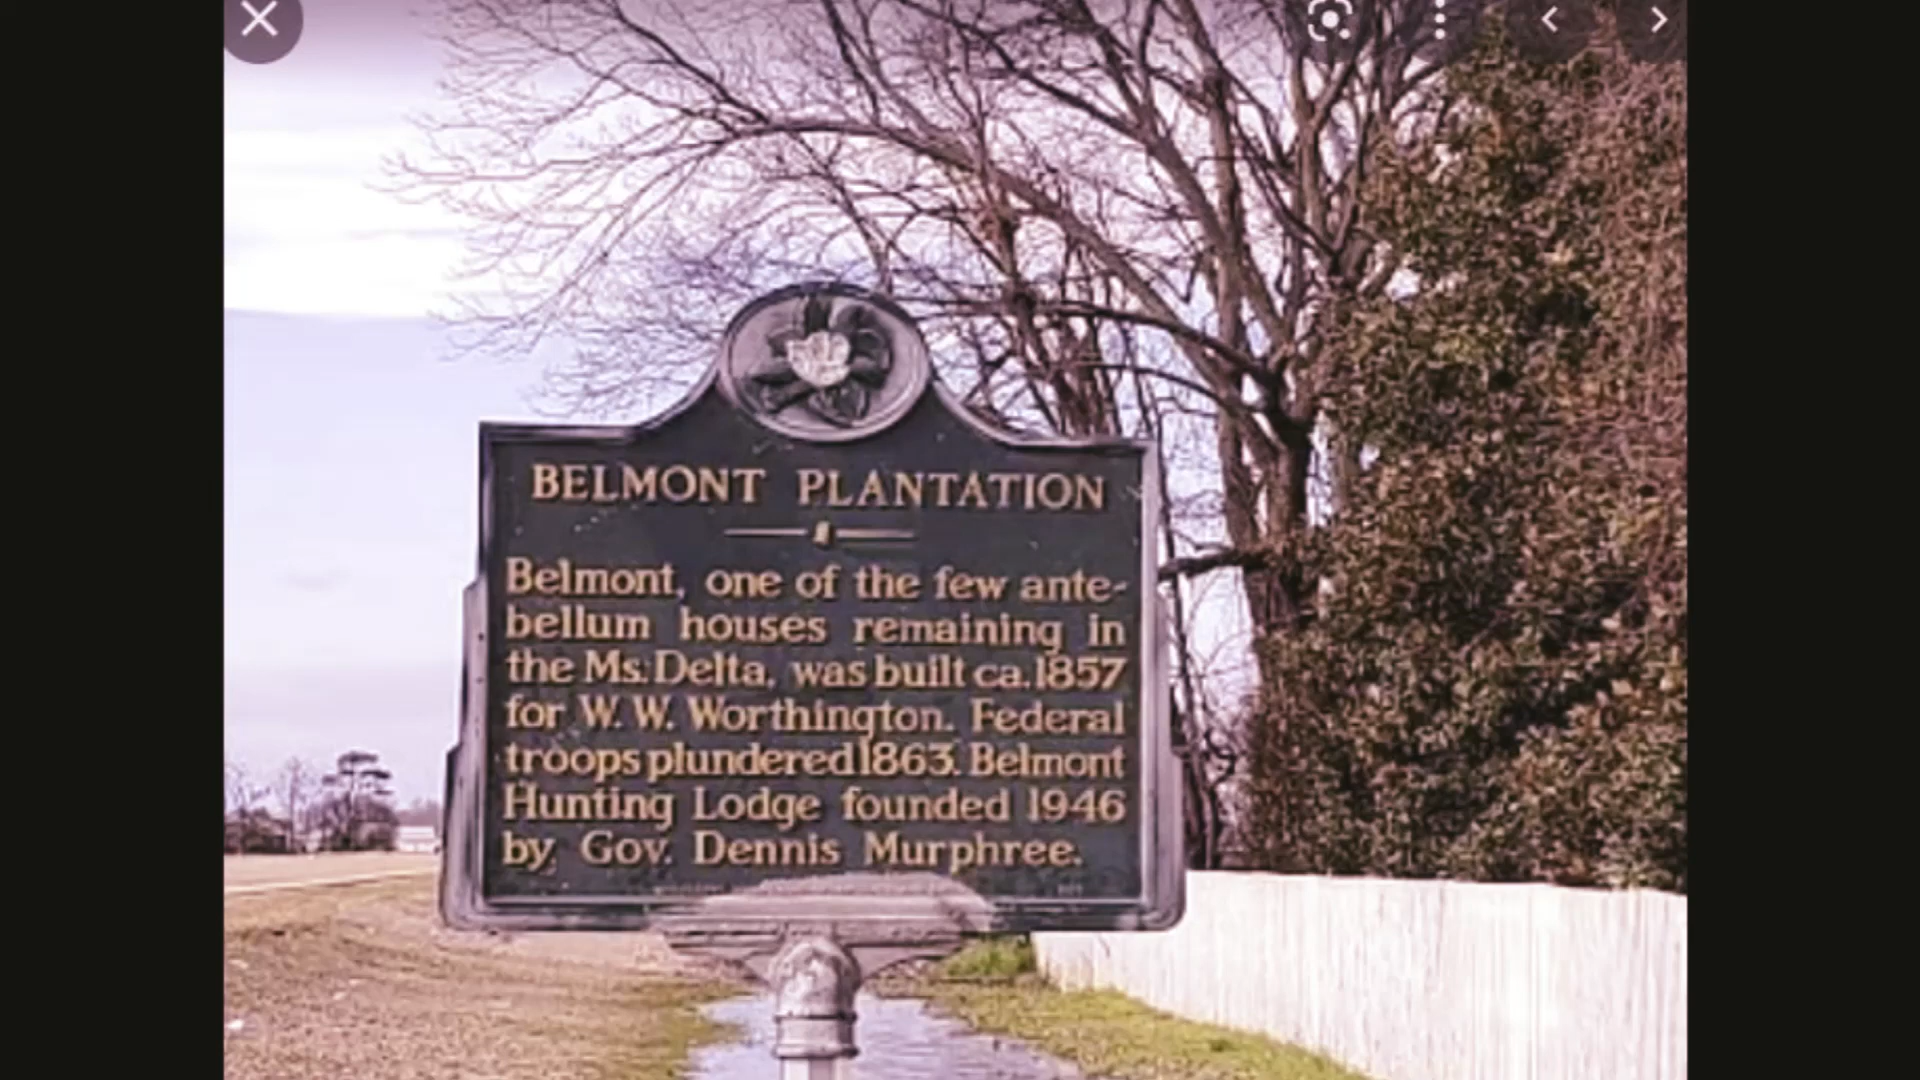 BELMONT PLANTATION
Belmont, one of the few ante-
bellum houses remaining in
the Ms. Delta, was built ca. 1857
for W. W. Worthington. Federal
troops plundered 1863. Belmont
Hunting Lodge founded 1946
by Gov. Dennis Murphree.